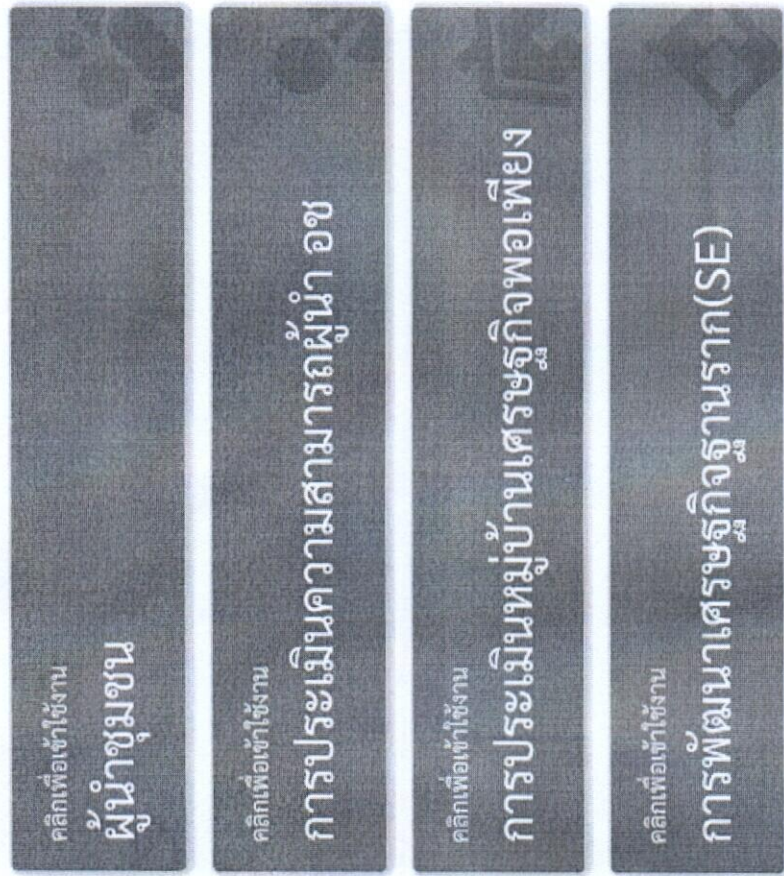 คลิกเพื่อเข้าใช้งาน
ผู้นำชุมชน
คลิกเพื่อเข้าใช้งาน
การประเมินความสามารถผู้นำ อช
คลิกเพื่อเข้าใช้งาน
การประเมินหมู่บ้านเศรษฐกิจพอเพียง
คลิกเพื่อเข้าใช้งาน
การพัฒนาเศรษฐกิจฐานราก(SE)